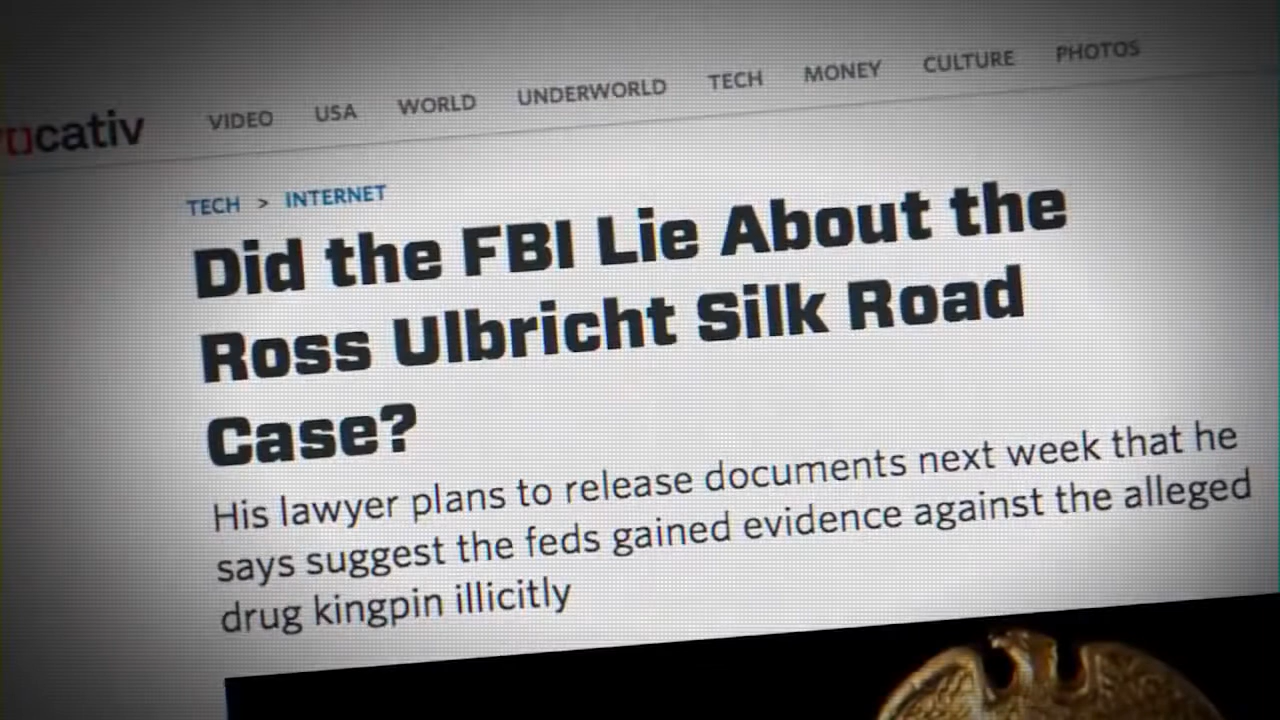 vocativ
VIDEO USA WORLD UNDERWORLD TECH MONEY CULTURE PHOTOS
TECH > INTERNET
Did the FBI Lie About the
Ross Ulbricht Silk Road
Case?
His lawyer plans to release documents next week that he
says suggest the feds gained evidence against the alleged
drug kingpin illicitly